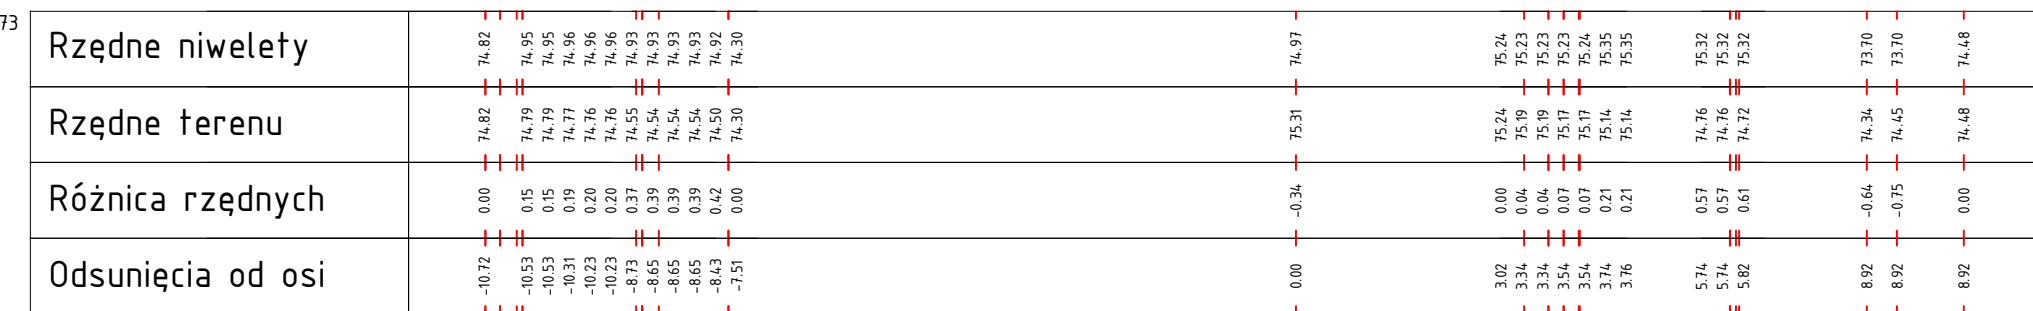 73
Rzędne niwelety 74.82 74.95 74.95 74.96 74.96 74.96 74.93 74.93 74.93 74.93 74.92 74.30 74.97 75.24 75.23 75.23 75.23 75.24 75.35 75.35 75.32 75.32 75.32 73.70 73.70 74.48
Rzędne terenu 74.82 74.79 74.79 74.77 74.76 74.76 74.55 74.54 74.54 74.54 74.50 74.30 75.31 75.24 75.19 75.19 75.17 75.17 75.14 75.14 74.76 74.76 74.72 74.34 74.45 74.48
Różnica rzędnych 0.00 0.15 0.15 0.19 0.20 0.20 0.37 0.39 0.39 0.39 0.42 0.00 -0.34 0.00 0.04 0.04 0.07 0.07 0.21 0.21 0.57 0.57 0.61 -0.64 -0.75 0.00
Odsunięcia od osi -10.72 -10.53 -10.53 -10.31 -10.23 -10.23 -8.73 -8.65 -8.65 -8.65 -8.43 -7.51 0.00 3.02 3.34 3.34 3.54 3.54 3.74 3.76 5.74 5.74 5.82 8.92 8.92 8.92